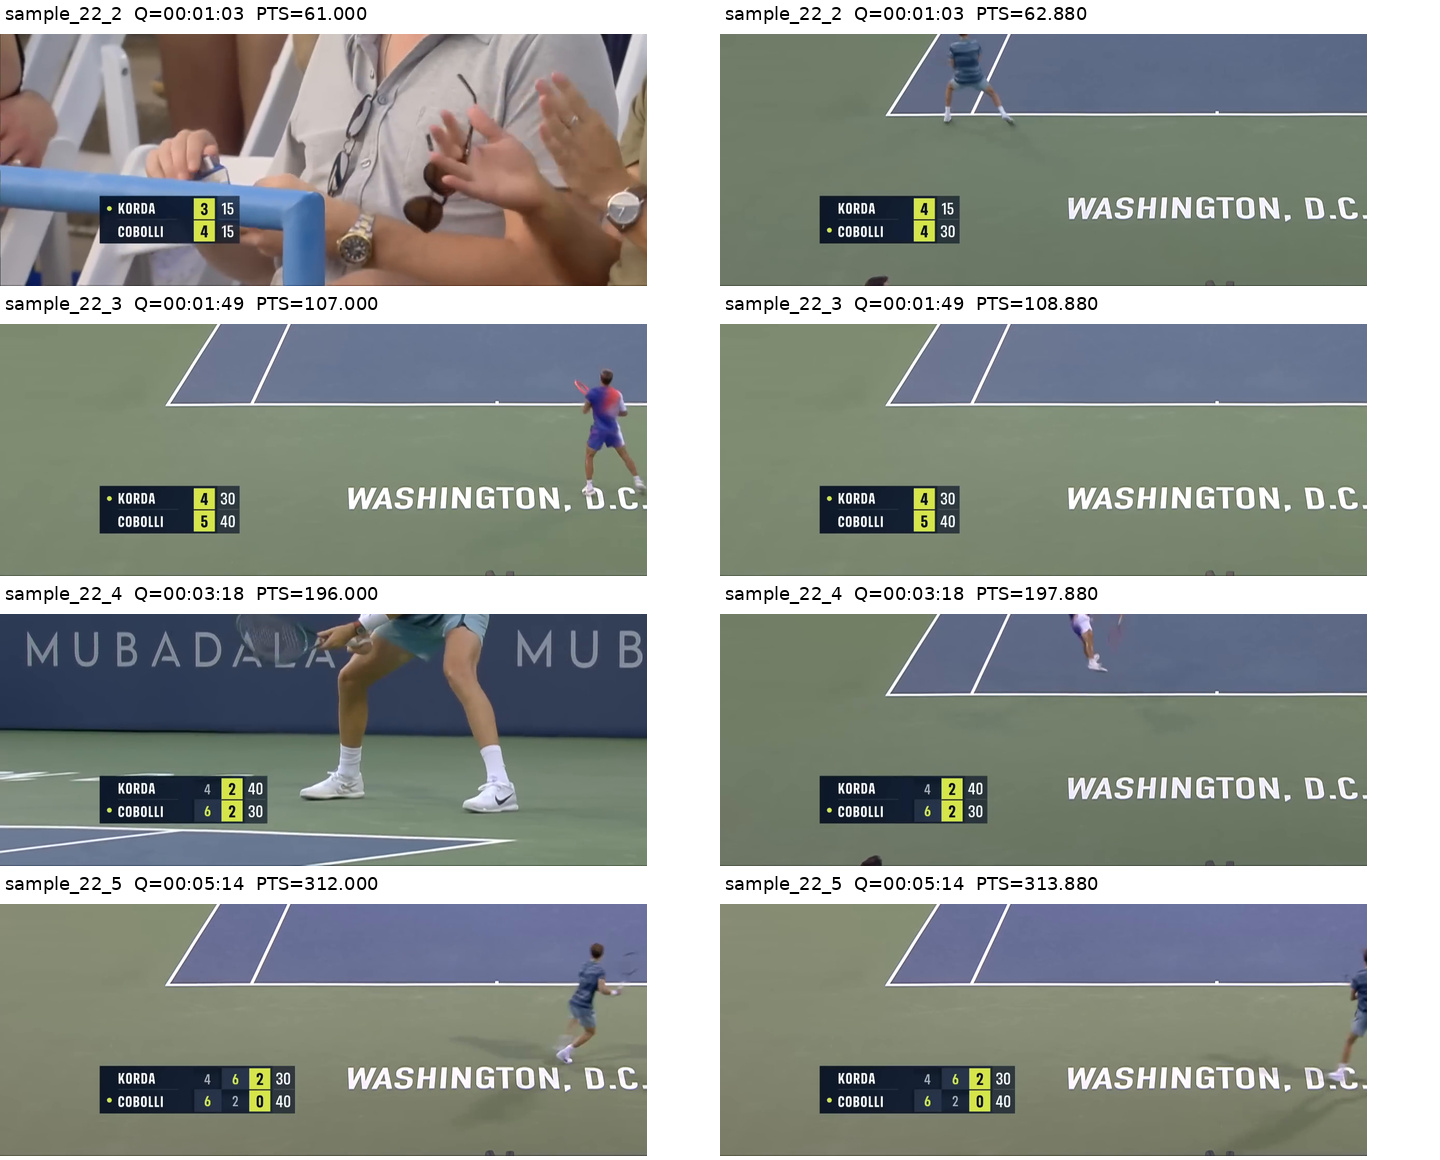 sample_22_2 Q=00:01:03 PTS=61.000
sample_22_2 Q=00:01:03 PTS=62.880
KORDA 3 15
COBOLLI 4 15
WASHINGTON, D.C.
KORDA 4 15
COBOLLI 4 30
sample_22_3 Q=00:01:49 PTS=107.000
sample_22_3 Q=00:01:49 PTS=108.880
WASHINGTON, D.C.
KORDA 4 30
COBOLLI 5 40
WASHINGTON, D.C.
KORDA 4 30
COBOLLI 5 40
sample_22_4 Q=00:03:18 PTS=196.000
sample_22_4 Q=00:03:18 PTS=197.880
MUBADALA MUB
KORDA 4 2 40
COBOLLI 6 2 30
WASHINGTON, D.C.
KORDA 4 2 40
COBOLLI 6 2 30
sample_22_5 Q=00:05:14 PTS=312.000
sample_22_5 Q=00:05:14 PTS=313.880
WASHINGTON, D.C.
KORDA 4 6 2 30
COBOLLI 6 2 0 40
WASHINGTON, D.C.
KORDA 4 6 2 30
COBOLLI 6 2 0 40